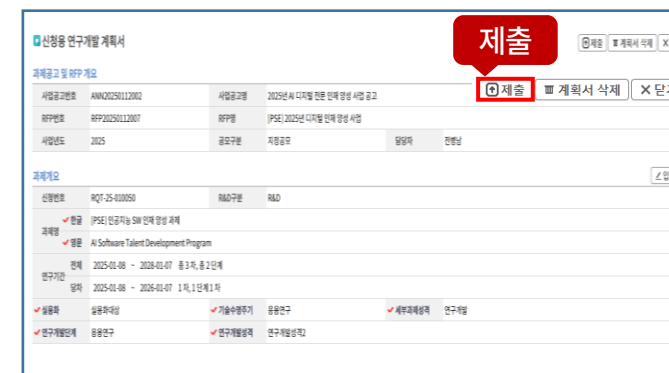 신청용 연구개발 계획서
제출
제출 계획서 삭제 X
과제공고 및 RFP 개요
제출 계획서 삭제 X 닫기
사업공고번호 ANN20250112002 사업공고명 2025년 AI 디지털 전문 인재 양성 사업 공고
RFP번호 RFP20250112007 RFP명 [PSE] 2025년 디지털 인재 양성 사업
사업년도 2025 공모구분 지정공모 담당자 전병남
과제개요
신청번호 RQT-25-010050 R&D구분 R&D
과제명 한글 [PSE] 인공지능 SW 인재 양성 과제
영문 AI Software Talent Development Program
연구기간 전체 2025-01-08 ~ 2028-01-07 총 3차, 총 2단계
당차 2025-01-08 ~ 2026-01-07 1차, 1단계 1차
실용화 실용화대상 기술수명주기 응용연구 세부과제성격 연구개발
연구개발단계 응용연구 연구개발성격 연구개발성격2